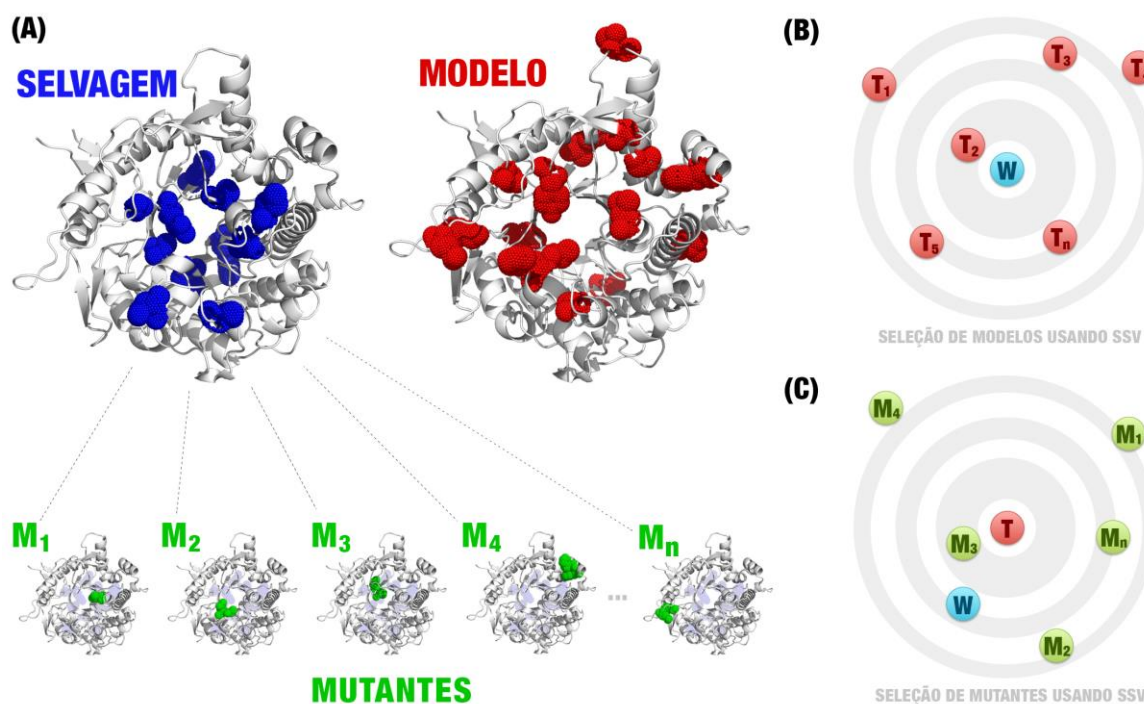 (A)
SELVAGEM
MODELO
M1
M2
M3
M4
...
Mn
MUTANTES
(B)
T3
T1
T2
W
T5
Tn
SELEÇÃO DE MODELOS USANDO SSV
(C)
M4
M1
T
M3
Mn
W
M2
SELEÇÃO DE MUTANTES USANDO SSV